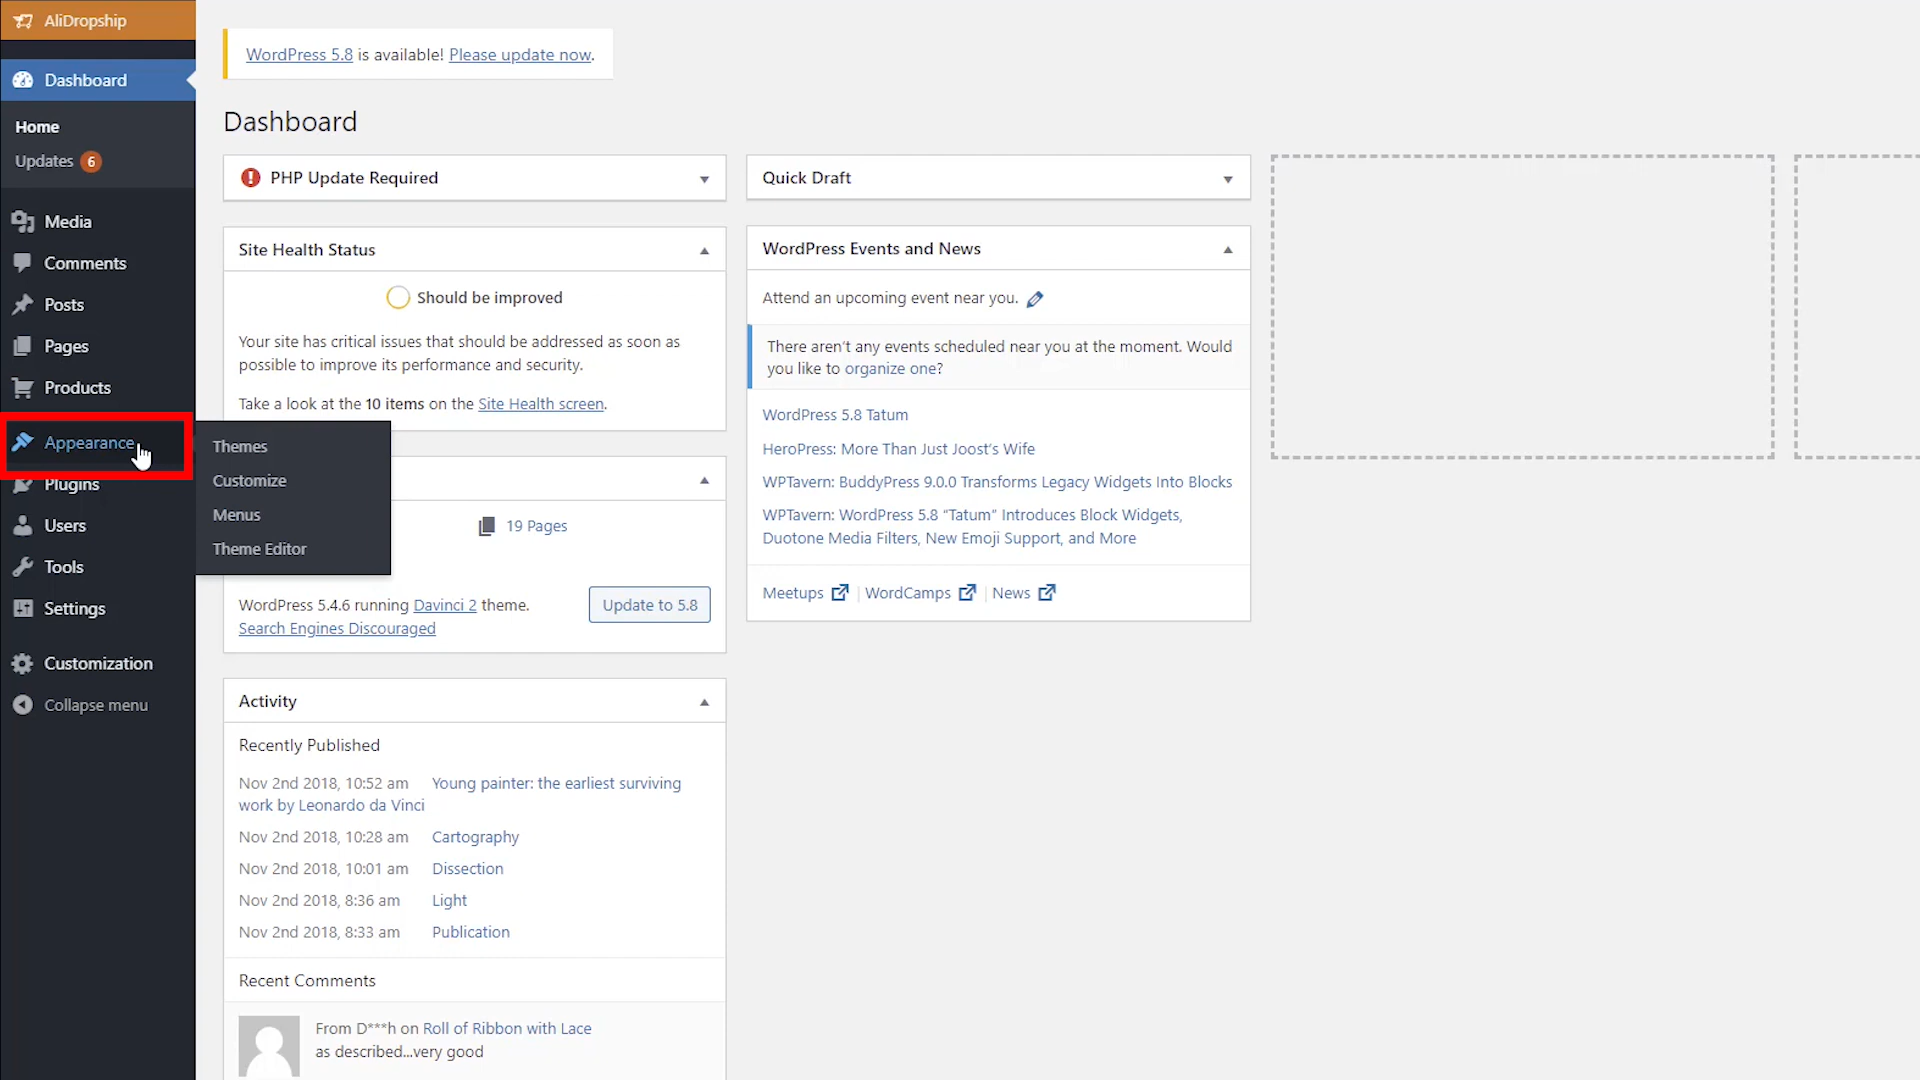 AliDropship
Dashboard
Home
Updates 6
Media
Comments
Posts
Pages
Products
Appearance
Plugins
Users
Tools
Settings
Customization
Collapse menu
Themes
Customize
Menus
Theme Editor
WordPress 5.8 is available! Please update now.
Dashboard
PHP Update Required
Site Health Status
Should be improved
Your site has critical issues that should be addressed as soon as
possible to improve its performance and security.
Take a look at the 10 items on the Site Health screen.
19 Pages
WordPress 5.4.6 running Davinci 2 theme.
Update to 5.8
Search Engines Discouraged
Activity
Recently Published
Nov 2nd 2018, 10:52 am Young painter: the earliest surviving
work by Leonardo da Vinci
Nov 2nd 2018, 10:28 am Cartography
Nov 2nd 2018, 10:01 am Dissection
Nov 2nd 2018, 8:36 am Light
Nov 2nd 2018, 8:33 am Publication
Recent Comments
From D***h on Roll of Ribbon with Lace
as described...very good
Quick Draft
WordPress Events and News
Attend an upcoming event near you.
There aren't any events scheduled near you at the moment. Would
you like to organize one?
WordPress 5.8 Tatum
HeroPress: More Than Just Joost's Wife
WPTavern: BuddyPress 9.0.0 Transforms Legacy Widgets Into Blocks
WPTavern: WordPress 5.8 “Tatum” Introduces Block Widgets,
Duotone Media Filters, New Emoji Support, and More
Meetups | WordCamps | News